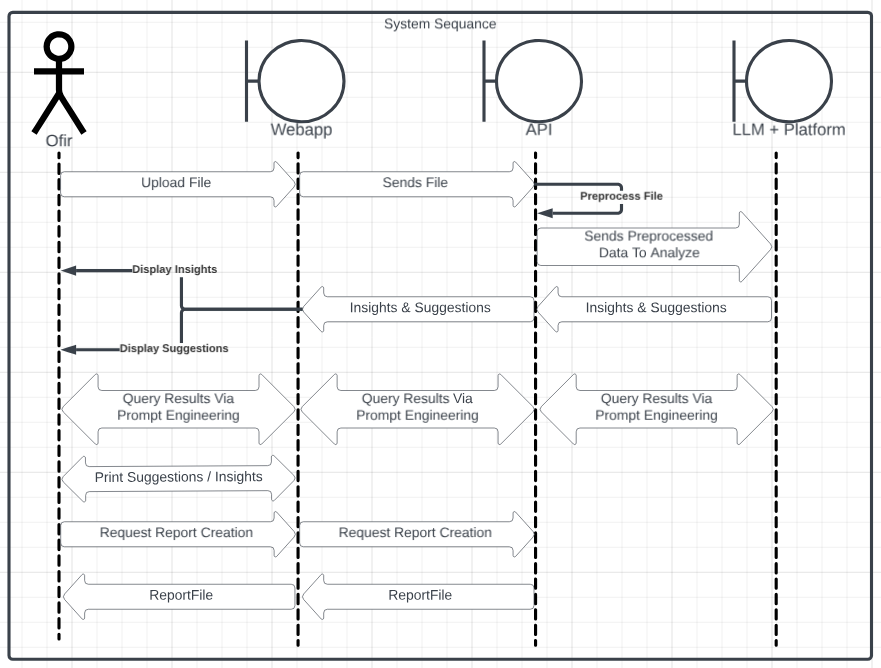 System Sequance
Ofir
Webapp
API
LLM + Platform
Upload File
Sends File
Preprocess File
Sends Preprocessed
Data To Analyze
Display Insights
Insights & Suggestions
Insights & Suggestions
Display Suggestions
Query Results Via
Prompt Engineering
Query Results Via
Prompt Engineering
Query Results Via
Prompt Engineering
Print Suggestions / Insights
Request Report Creation
Request Report Creation
ReportFile
ReportFile